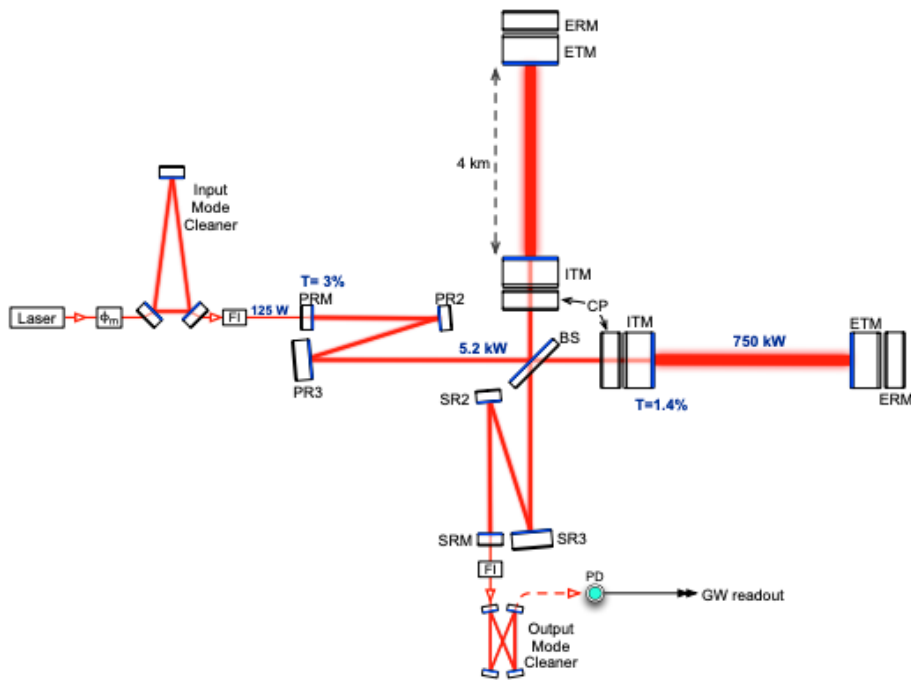 ERM
ETM
4 km
Input
Mode
Cleaner
ITM
T= 3%
PRM
PR2
CP
Laser
ϕm
FI
125 W
BS
ITM
ETM
5.2 kW
750 kW
PR3
SR2
T=1.4%
ERM
SRM
SR3
FI
PD
GW readout
Output
Mode
Cleaner